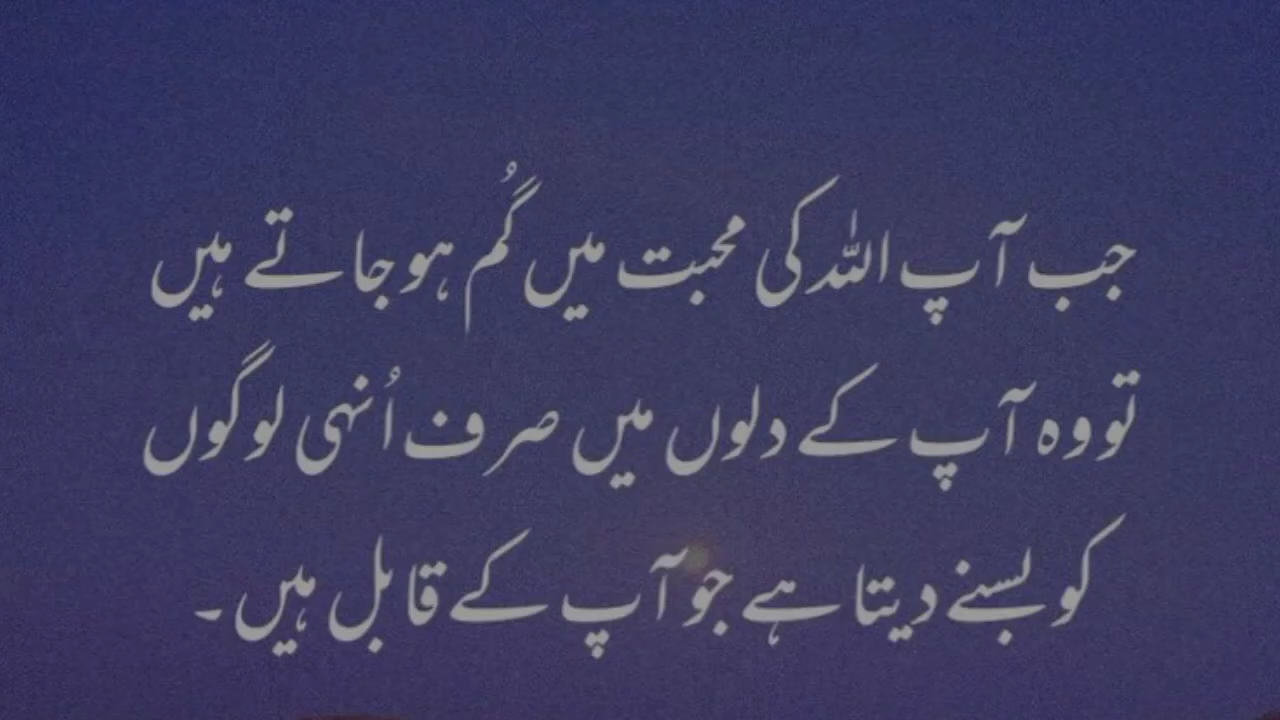 جب آپ اللہ کی محبت میں گُم ہو جاتے ہیں
تو وہ آپ کے دلوں میں صرف اُنہی لوگوں
کو بسنے دیتا ہے جو آپ کے قابل ہیں۔